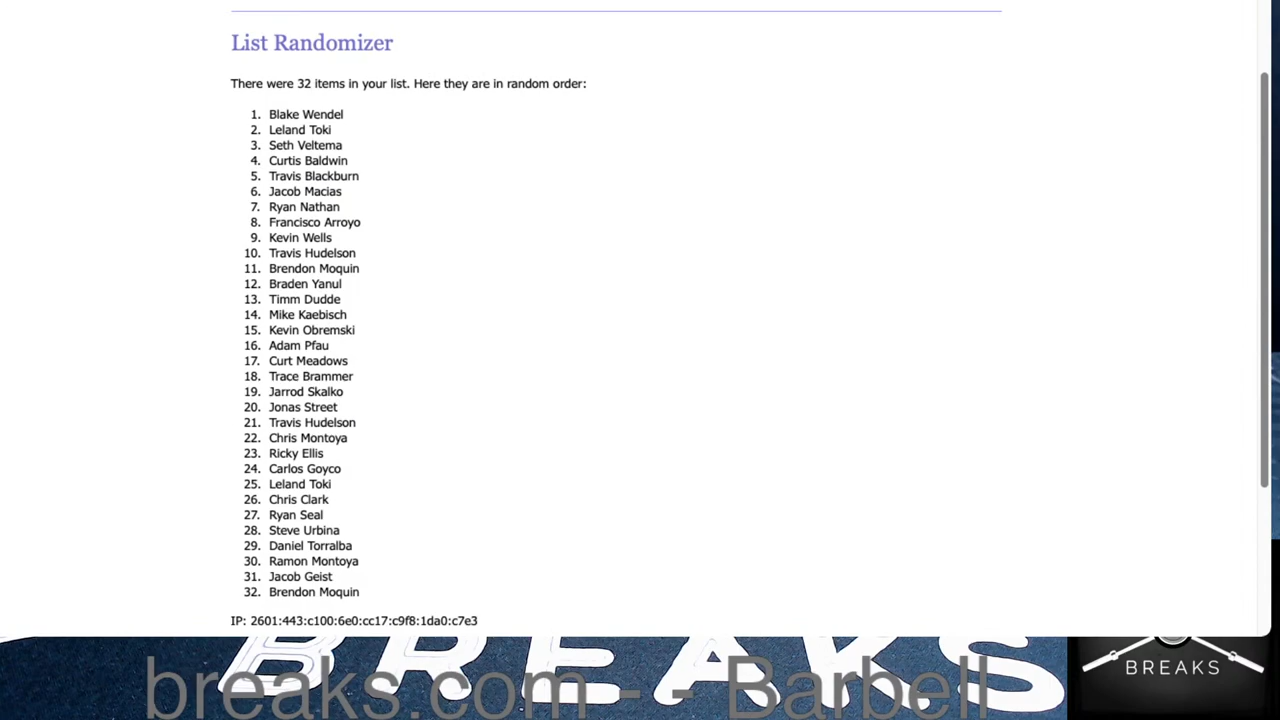 List Randomizer
There were 32 items in your list. Here they are in random order:
1. Blake Wendel
2. Leland Toki
3. Seth Veltema
4. Curtis Baldwin
5. Travis Blackburn
6. Jacob Macias
7. Ryan Nathan
8. Francisco Arroyo
9. Kevin Wells
10. Travis Hudelson
11. Brendon Moquin
12. Braden Yanul
13. Timm Dudde
14. Mike Kaebisch
15. Kevin Obremski
16. Adam Pfau
17. Curt Meadows
18. Trace Brammer
19. Jarrod Skalko
20. Jonas Street
21. Travis Hudelson
22. Chris Montoya
23. Ricky Ellis
24. Carlos Goyco
25. Leland Toki
26. Chris Clark
27. Ryan Seal
28. Steve Urbina
29. Daniel Torralba
30. Ramon Montoya
31. Jacob Geist
32. Brendon Moquin
IP: 2601:443:c100:6e0:cc17:c9f8:1da0:c7e3
BREAKS
BREAKS
breaks.com - - Barbell